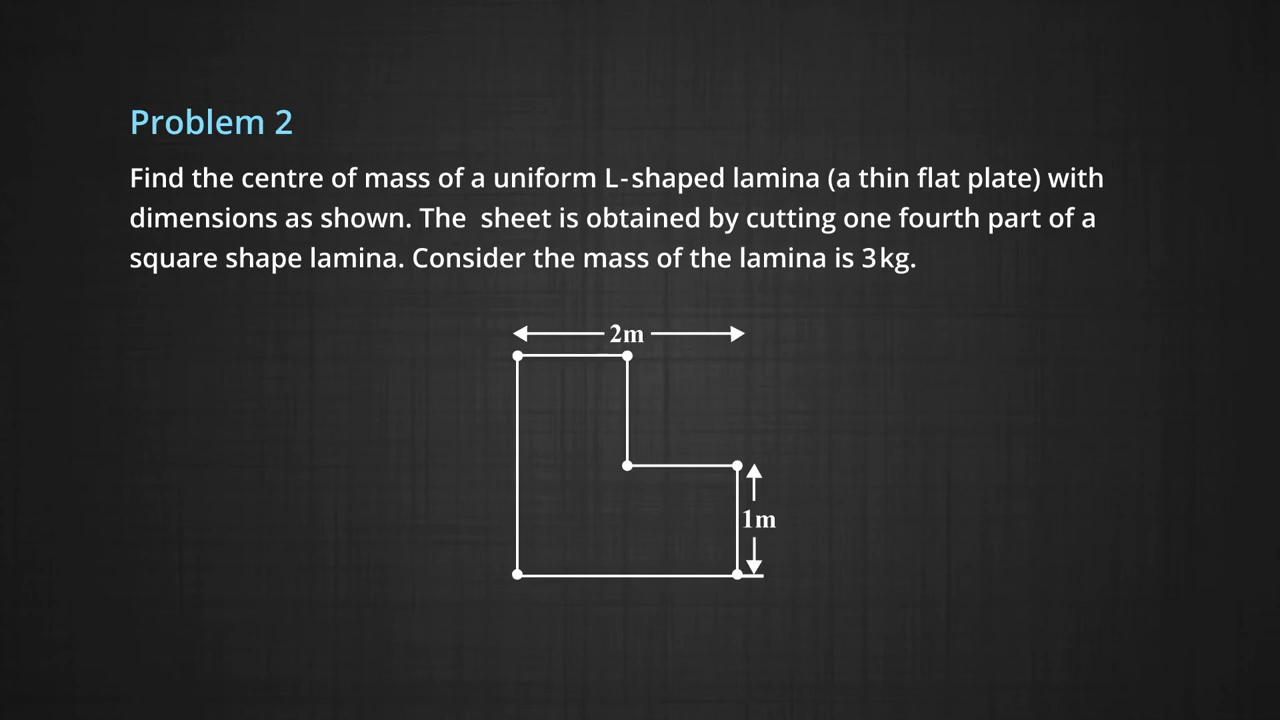 Problem 2
Find the centre of mass of a uniform L-shaped lamina (a thin flat plate) with
dimensions as shown. The sheet is obtained by cutting one fourth part of a
square shape lamina. Consider the mass of the lamina is 3kg.
2m
1m